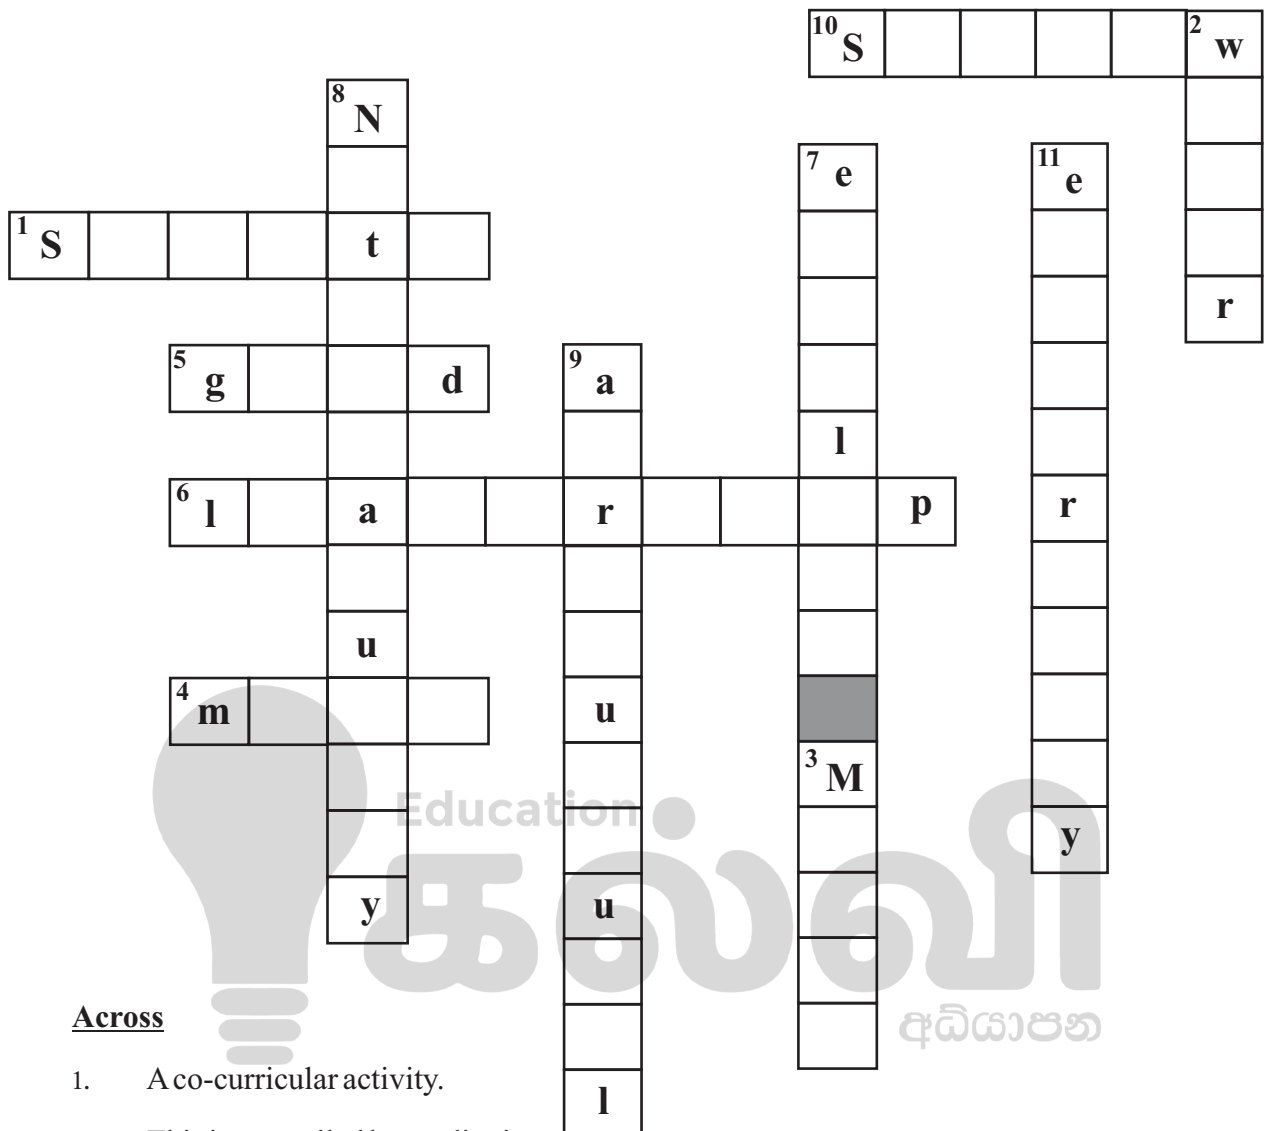 10 S 2 w
8 N
7 e 11 e
1 S t
r
5 g d 9 a
l
6 l a r p r
u
4 m u
3 M
Education
y
கல்வி
y u
අධ්‍යාපන
Across
1. A co-curricular activity.
l